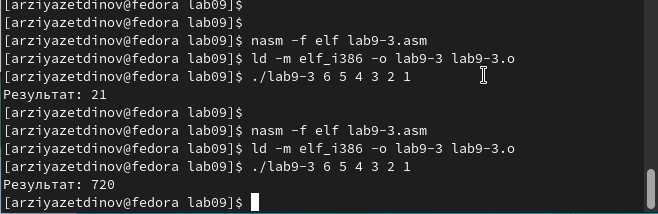 [arziyazetdinov@fedora lab09]$
[arziyazetdinov@fedora lab09]$
[arziyazetdinov@fedora lab09]$ nasm -f elf lab9-3.asm
[arziyazetdinov@fedora lab09]$ ld -m elf_i386 -o lab9-3 lab9-3.o
[arziyazetdinov@fedora lab09]$ ./lab9-3 6 5 4 3 2 1
Результат: 21
[arziyazetdinov@fedora lab09]$
[arziyazetdinov@fedora lab09]$ nasm -f elf lab9-3.asm
[arziyazetdinov@fedora lab09]$ ld -m elf_i386 -o lab9-3 lab9-3.o
[arziyazetdinov@fedora lab09]$ ./lab9-3 6 5 4 3 2 1
Результат: 720
[arziyazetdinov@fedora lab09]$